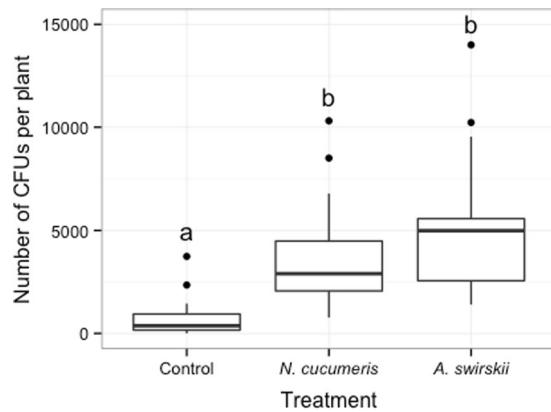 Number of CFUs per plant
15000
10000
5000
0
a
b
b
Control
N. cucumeris
A. swirskii
Treatment